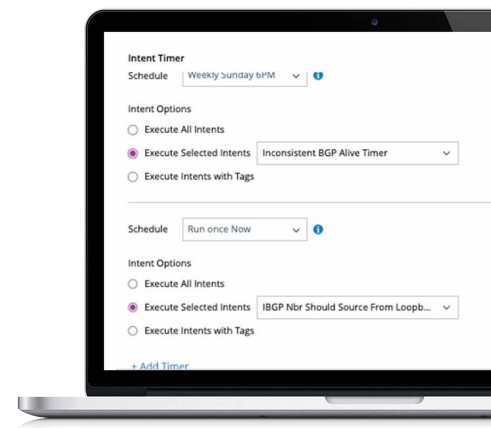 Intent Timer
Schedule Weekly Sunday 6PM
Intent Options
Execute All Intents
Execute Selected Intents Inconsistent BGP Alive Timer
Execute Intents with Tags
Schedule Run once Now
Intent Options
Execute All Intents
Execute Selected Intents IBGP Nbr Should Source From Loopb...
Execute Intents with Tags
+ Add Timer